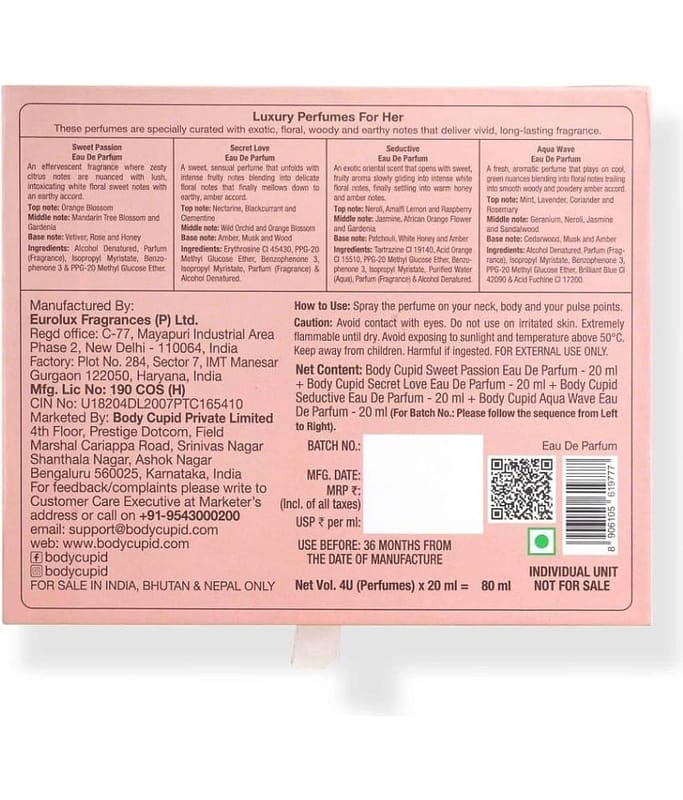 Luxury Perfumes For Her
These perfumes are specially curated with exotic, floral, woody and earthy notes that deliver vivid, long-lasting fragrance.
Sweet Passion
Eau De Parfum
An effervescent fragrance where zesty
citrus notes are nuanced with lush,
intoxicating white floral sweet notes with
an earthy accord.
Top note: Orange Blossom
Middle note: Mandarin Tree Blossom and
Gardenia
Base note: Vetiver, Rose and Honey
Ingredients: Alcohol Denatured, Parfum
(Fragrance), Isopropyl Myristate, Benzo-
phenone 3 & PPG-20 Methyl Glucose Ether.
Secret Love
Eau De Parfum
A sweet, sensual perfume that unfolds with
intense fruity notes blending into delicate
floral notes that finally mellows down to
earthy, amber accord.
Top note: Nectarine, Blackcurrant and
Clementine
Middle note: Wild Orchid and Orange Blossom
Base note: Amber, Musk and Wood
Ingredients: Erythrosine CI 45430, PPG-20
Methyl Glucose Ether, Benzophenone 3,
Isopropyl Myristate, Parfum (Fragrance) &
Alcohol Denatured.
Seductive
Eau De Parfum
An exotic oriental scent that opens with sweet,
fruity aroma slowly gliding into intense white
floral notes, finally settling into warm honey
and amber notes.
Top note: Neroli, Amalfi Lemon and Raspberry
Middle note: Jasmine, African Orange Flower
and Gardenia
Base note: Patchouli, White Honey and Amber
Ingredients: Tartrazine CI 19140, Acid Orange
CI 15510, PPG-20 Methyl Glucose Ether, Benzo-
phenone 3, Isopropyl Myristate, Purified Water
(Aqua), Parfum (Fragrance) & Alcohol Denatured.
Aqua Wave
Eau De Parfum
A fresh, aromatic perfume that plays on cool,
green nuances blending into floral notes trailing
into smooth woody and powdery amber accord.
Top note: Mint, Lavender, Coriander and
Rosemary
Middle note: Geranium, Neroli, Jasmine
and Sandalwood
Base note: Cedarwood, Musk and Amber
Ingredients: Alcohol Denatured, Parfum (Frag-
rance), Isopropyl Myristate, Benzophenone 3,
PPG-20 Methyl Glucose Ether, Brilliant Blue CI
42090 & Acid Fuchine CI 17200.
Manufactured By:
Eurolux Fragrances (P) Ltd.
Regd office: C-77, Mayapuri Industrial Area
Phase 2, New Delhi - 110064, India
Factory: Plot No. 284, Sector 7, IMT Manesar
Gurgaon 122050, Haryana, India
Mfg. Lic No: 190 COS (H)
CIN No: U18204DL2007PTC165410
Marketed By: Body Cupid Private Limited
4th Floor, Prestige Dotcom, Field
Marshal Cariappa Road, Srinivas Nagar
Shanthala Nagar, Ashok Nagar
Bengaluru 560025, Karnataka, India
For feedback/complaints please write to
Customer Care Executive at Marketer's
address or call on +91-9543000200
email: support@bodycupid.com
web: www.bodycupid.com
bodycupid
bodycupid
FOR SALE IN INDIA, BHUTAN & NEPAL ONLY
How to Use: Spray the perfume on your neck, body and your pulse points.
Caution: Avoid contact with eyes. Do not use on irritated skin. Extremely
flammable until dry. Avoid exposing to sunlight and temperature above 50°C.
Keep away from children. Harmful if ingested. FOR EXTERNAL USE ONLY.
Net Content: Body Cupid Sweet Passion Eau De Parfum - 20 ml
+ Body Cupid Secret Love Eau De Parfum - 20 ml + Body Cupid
Seductive Eau De Parfum - 20 ml + Body Cupid Aqua Wave Eau
De Parfum - 20 ml (For Batch No.: Please follow the sequence from Left
to Right).
BATCH NO.:
MFG. DATE:
MRP ₹:
(Incl. of all taxes)
USP ₹ per ml:
USE BEFORE: 36 MONTHS FROM
THE DATE OF MANUFACTURE
Net Vol. 4U (Perfumes) x 20 ml = 80 ml
Eau De Parfum
8 906105 619777
INDIVIDUAL UNIT
NOT FOR SALE